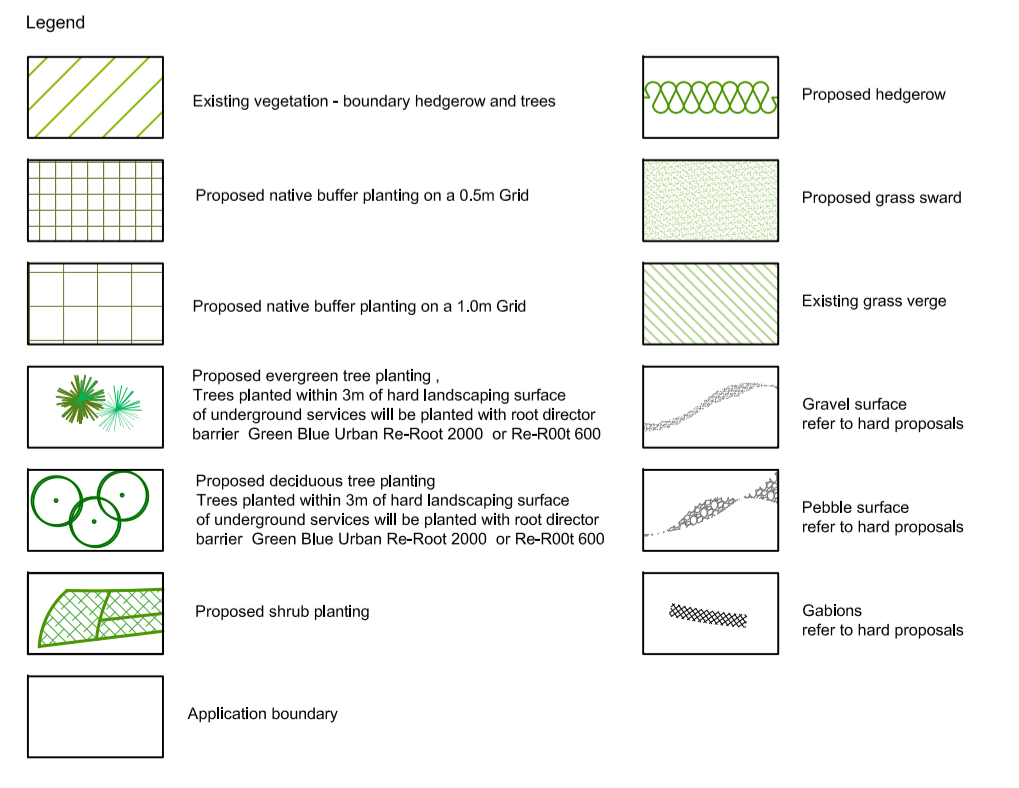 Legend
Existing vegetation - boundary hedgerow and trees
Proposed native buffer planting on a 0.5m Grid
Proposed native buffer planting on a 1.0m Grid
Proposed evergreen tree planting ,
Trees planted within 3m of hard landscaping surface
of underground services will be planted with root director
barrier Green Blue Urban Re-Root 2000 or Re-R00t 600
Proposed deciduous tree planting
Trees planted within 3m of hard landscaping surface
of underground services will be planted with root director
barrier Green Blue Urban Re-Root 2000 or Re-R00t 600
Proposed shrub planting
Application boundary
Proposed hedgerow
Proposed grass sward
Existing grass verge
Gravel surface
refer to hard proposals
Pebble surface
refer to hard proposals
Gabions
refer to hard proposals